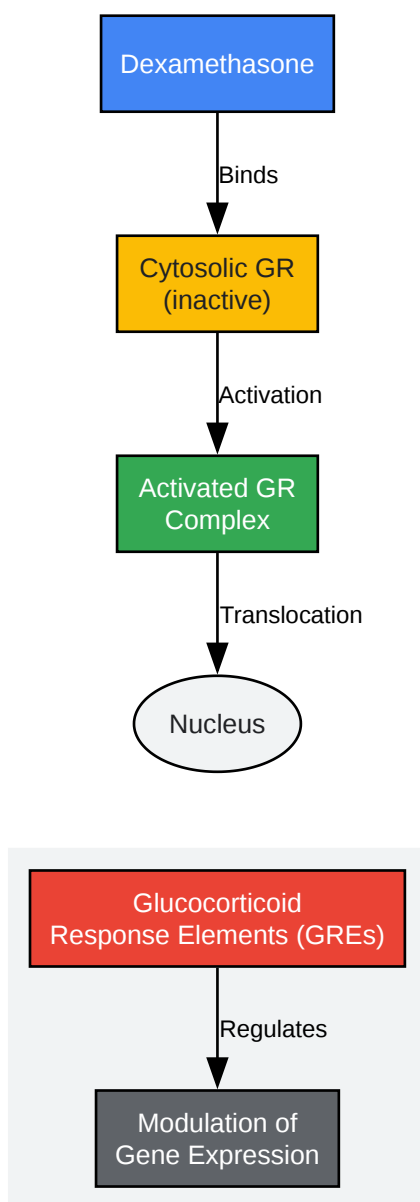 Dexamethasone
Binds
Cytosolic GR
(inactive)
Activation
Activated GR
Complex
Translocation
Nucleus
Glucocorticoid
Response Elements (GREs)
Regulates
Modulation of
Gene Expression